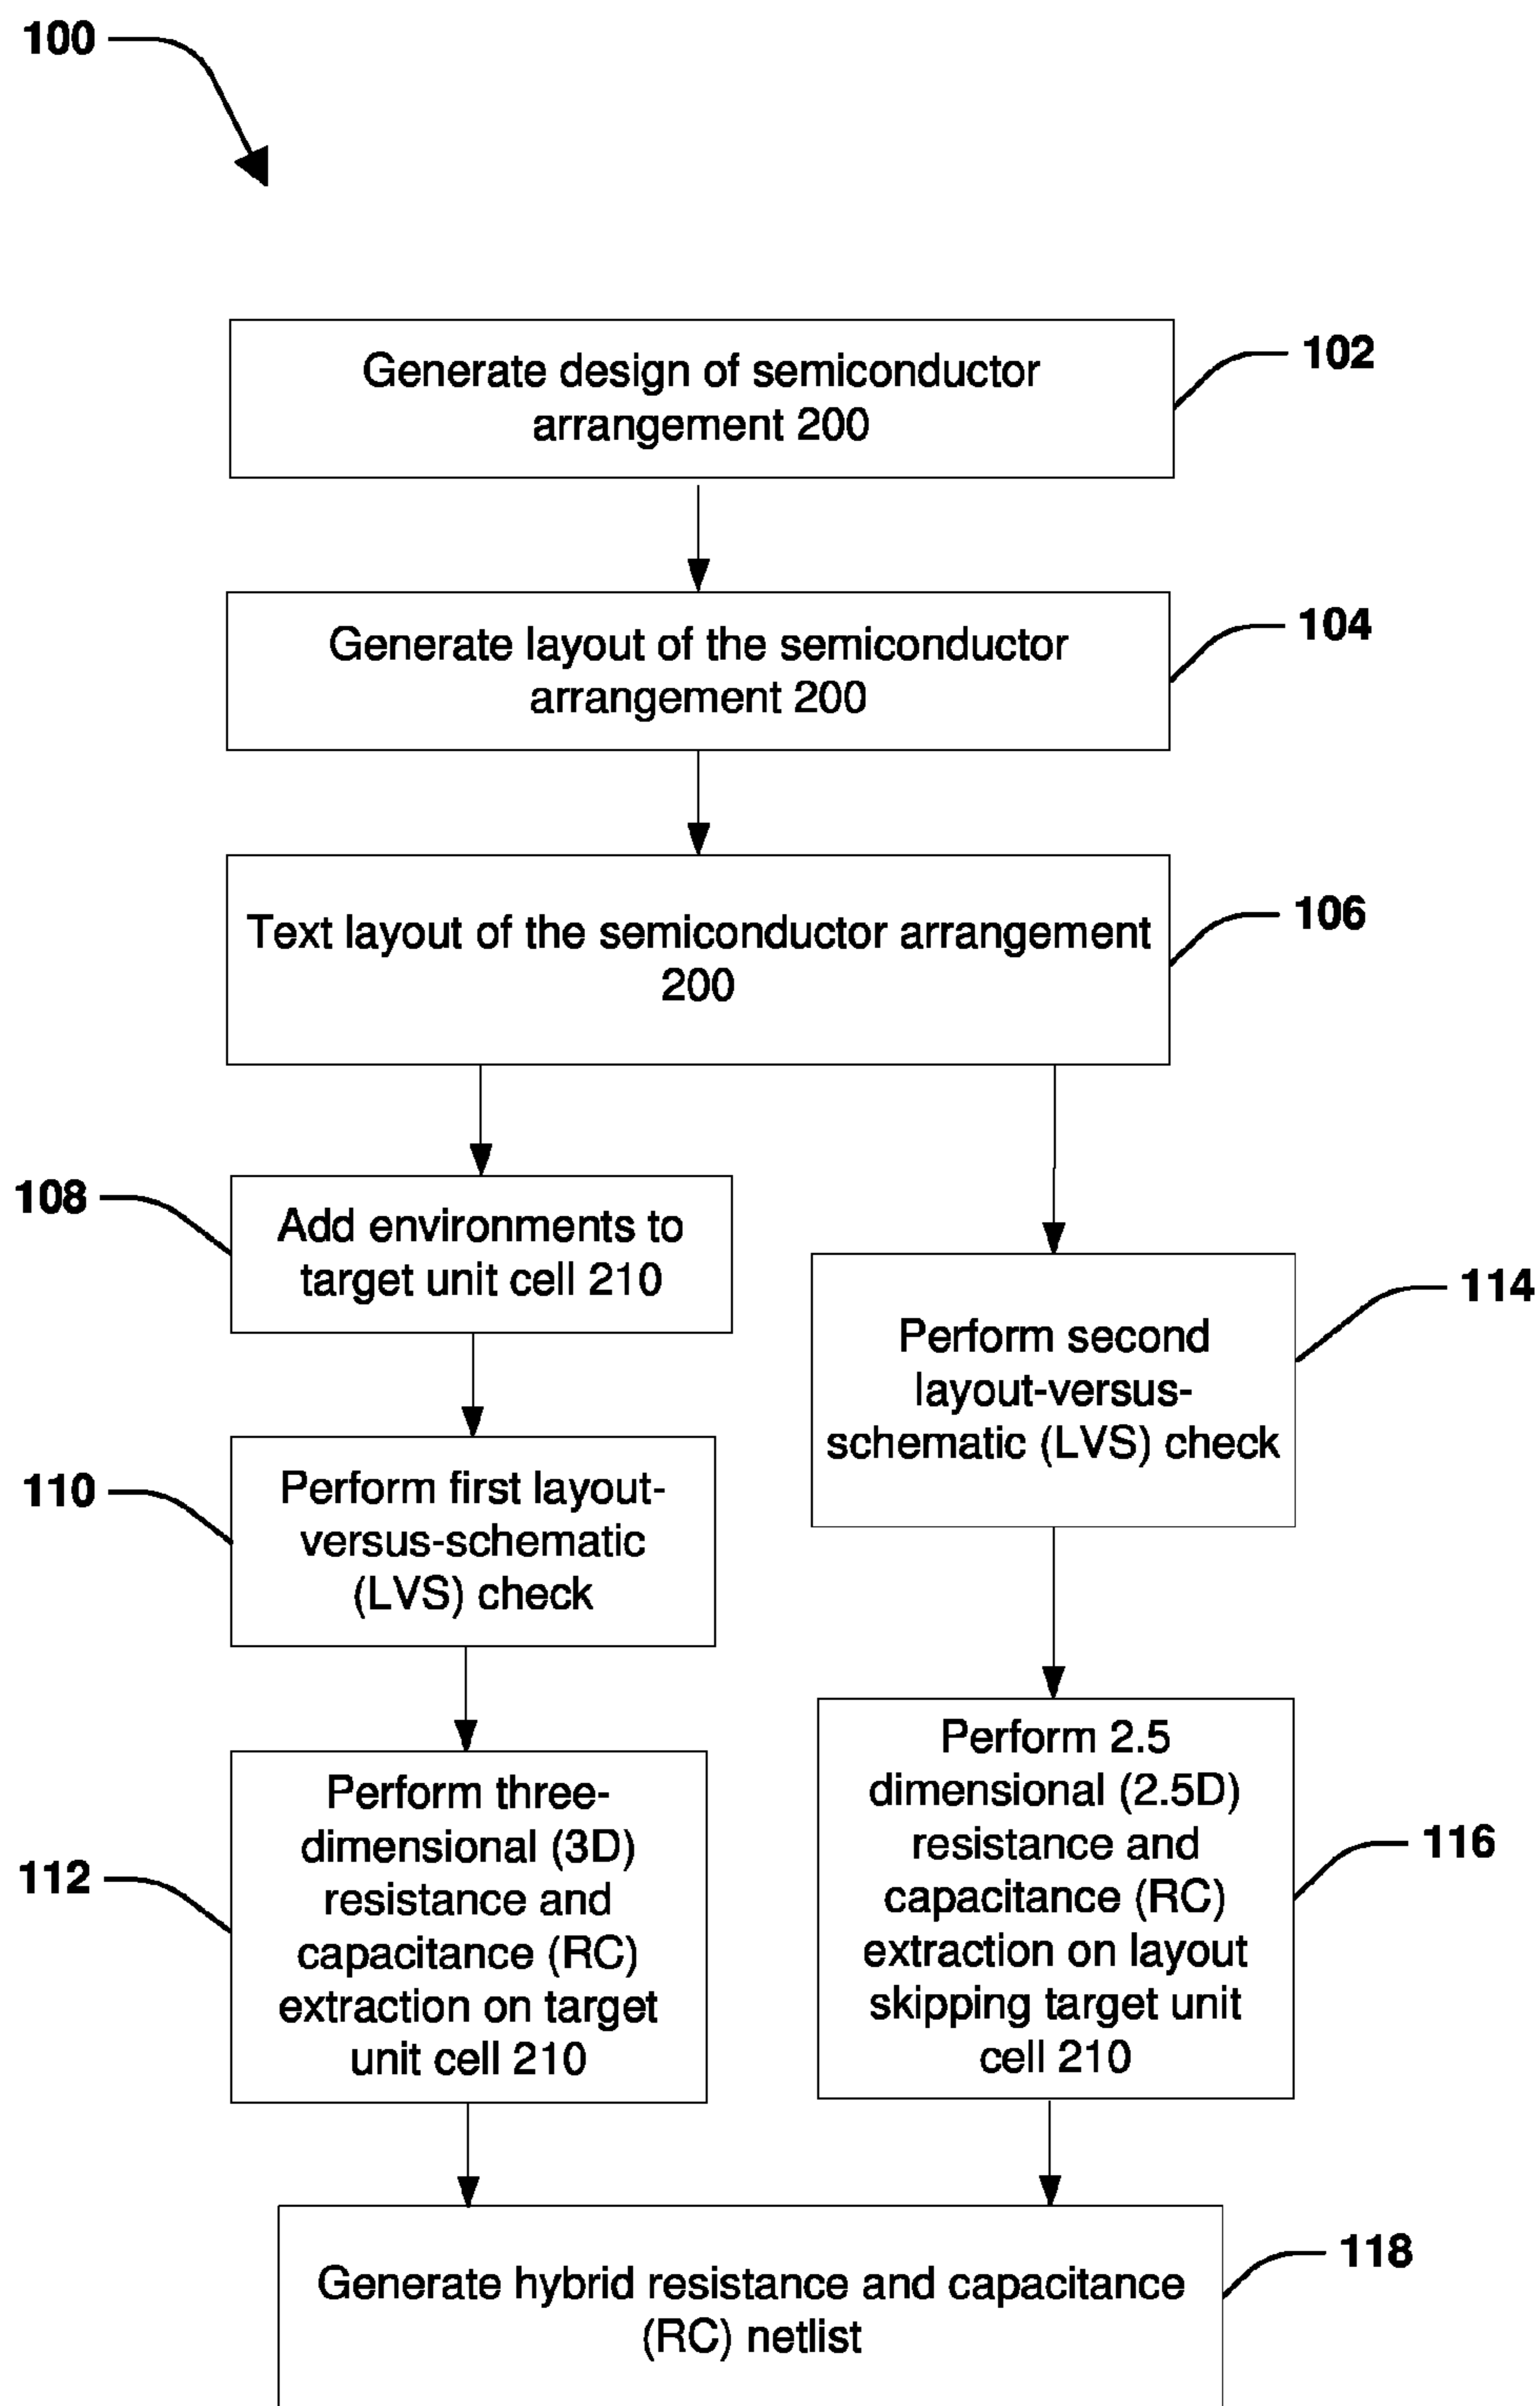 100
Generate design of semiconductor
arrangement 200
102
Generate layout of the semiconductor
arrangement 200
104
Text layout of the semiconductor arrangement
200
106
108
Add environments to
target unit cell 210
110
Perform first layout-
versus-schematic
(LVS) check
112
Perform three-
dimensional (3D)
resistance and
capacitance (RC)
extraction on target
unit cell 210
Perform second
layout-versus-
schematic (LVS) check
114
Perform 2.5
dimensional (2.5D)
resistance and
capacitance (RC)
extraction on layout
skipping target unit
cell 210
116
Generate hybrid resistance and capacitance
(RC) netlist
118